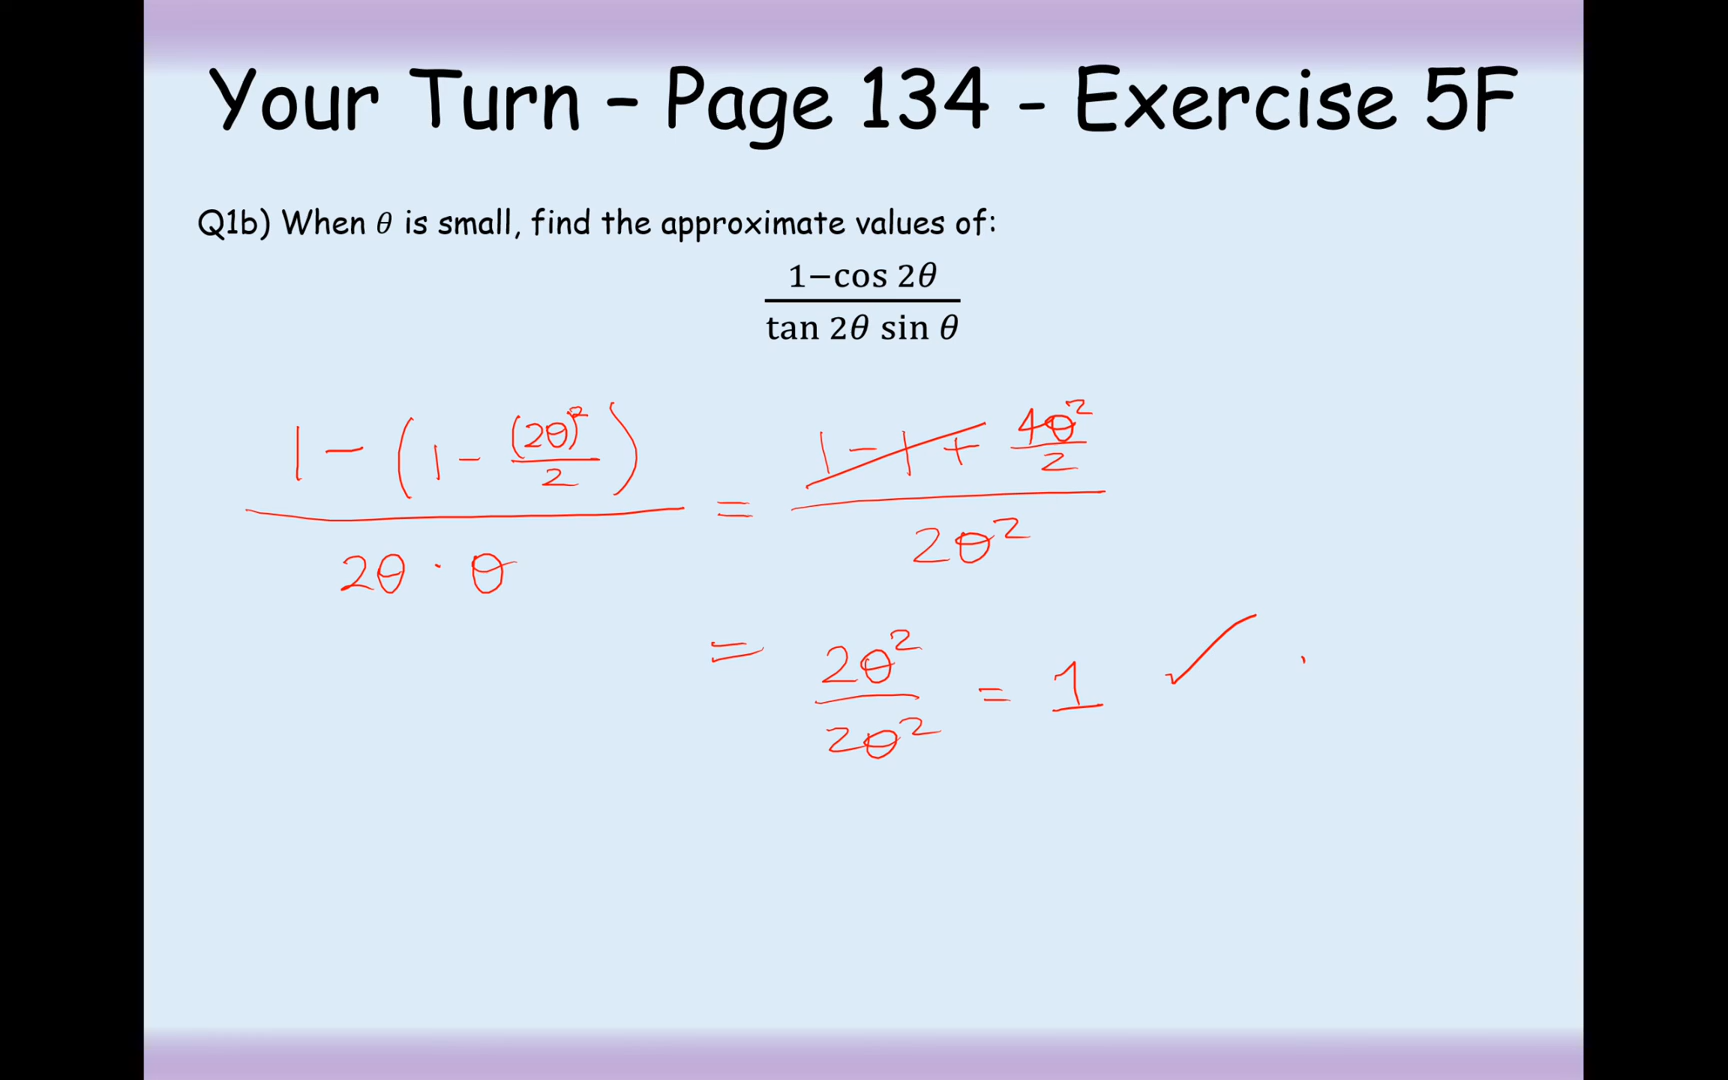 Your Turn – Page 134 - Exercise 5F
Q1b) When θ is small, find the approximate values of:
1−cos 2θ
tan 2θ sin θ
1 − (1 − (2θ)²/2) / 2θ · θ = 1 − 1 + 4θ²/2 / 2θ²
= 2θ²/2θ² = 1 ✓